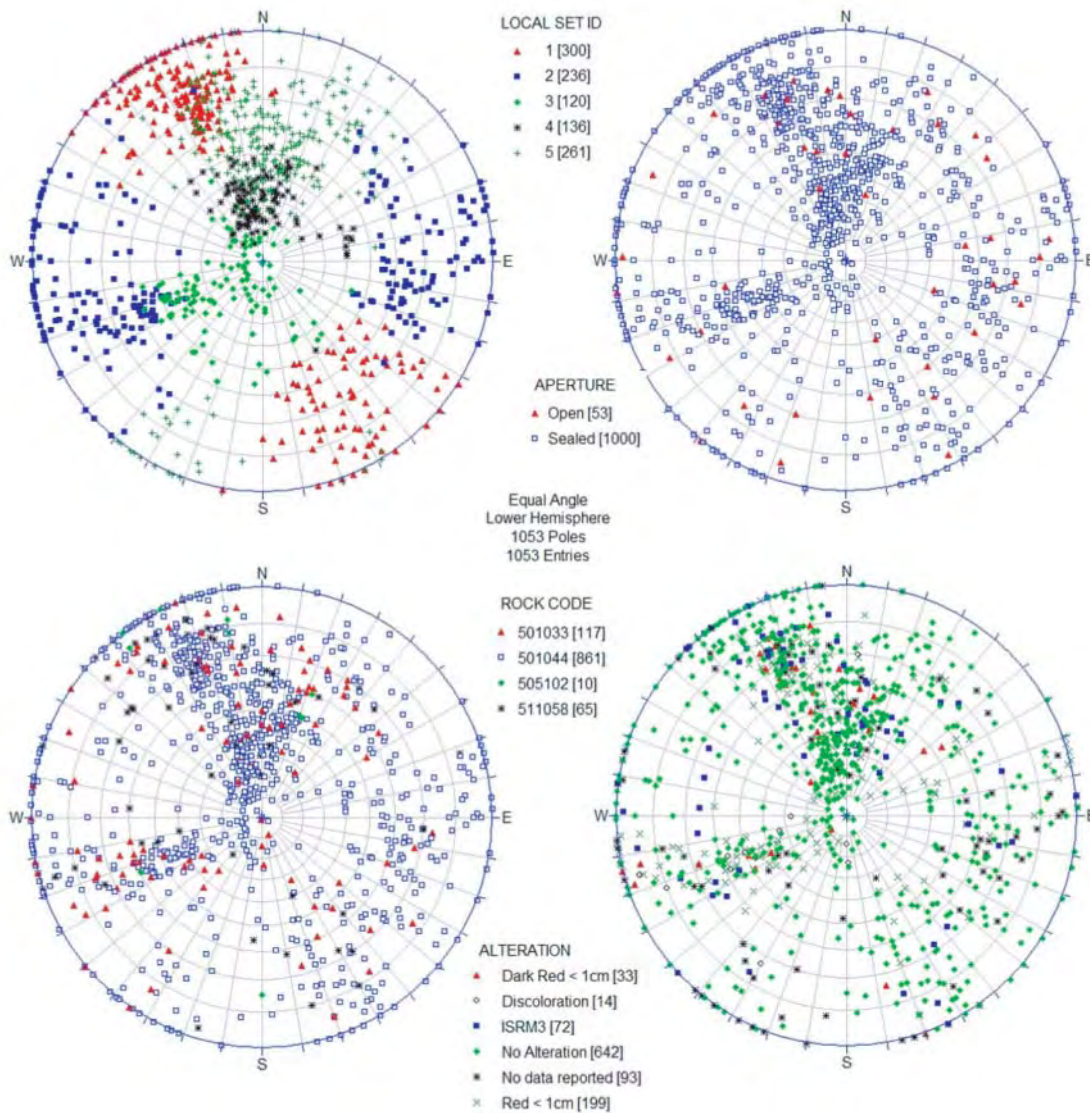 N
W
E
S
LOCAL SET ID
1 [300]
2 [236]
3 [120]
4 [136]
5 [261]
N
W
E
S
APERTURE
Open [53]
Sealed [1000]
Equal Angle
Lower Hemisphere
1053 Poles
1053 Entries
N
W
E
S
ROCK CODE
501033 [117]
501044 [861]
505102 [10]
511058 [65]
N
W
E
S
ALTERATION
Dark Red < 1cm [33]
Discoloration [14]
ISRM3 [72]
No Alteration [642]
No data reported [93]
Red < 1cm [199]